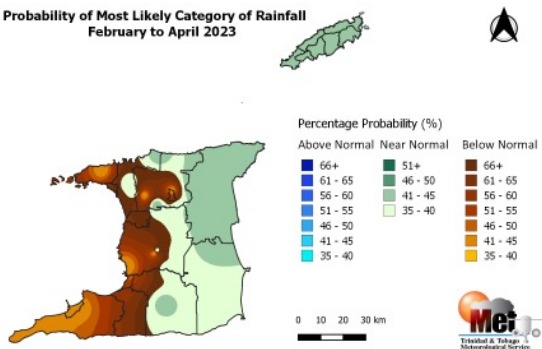 Probability of Most Likely Category of Rainfall
February to April 2023
Percentage Probability (%)
Above Normal Near Normal Below Normal
66+ 51+ 66+
61 - 65 46 - 50 61 - 65
56 - 60 41 - 45 56 - 60
51 - 55 35 - 40 51 - 55
46 - 50 46 - 50
41 - 45 41 - 45
35 - 40 35 - 40
0 10 20 30 km
Met
Trinidad & Tobago
Meteorological Service